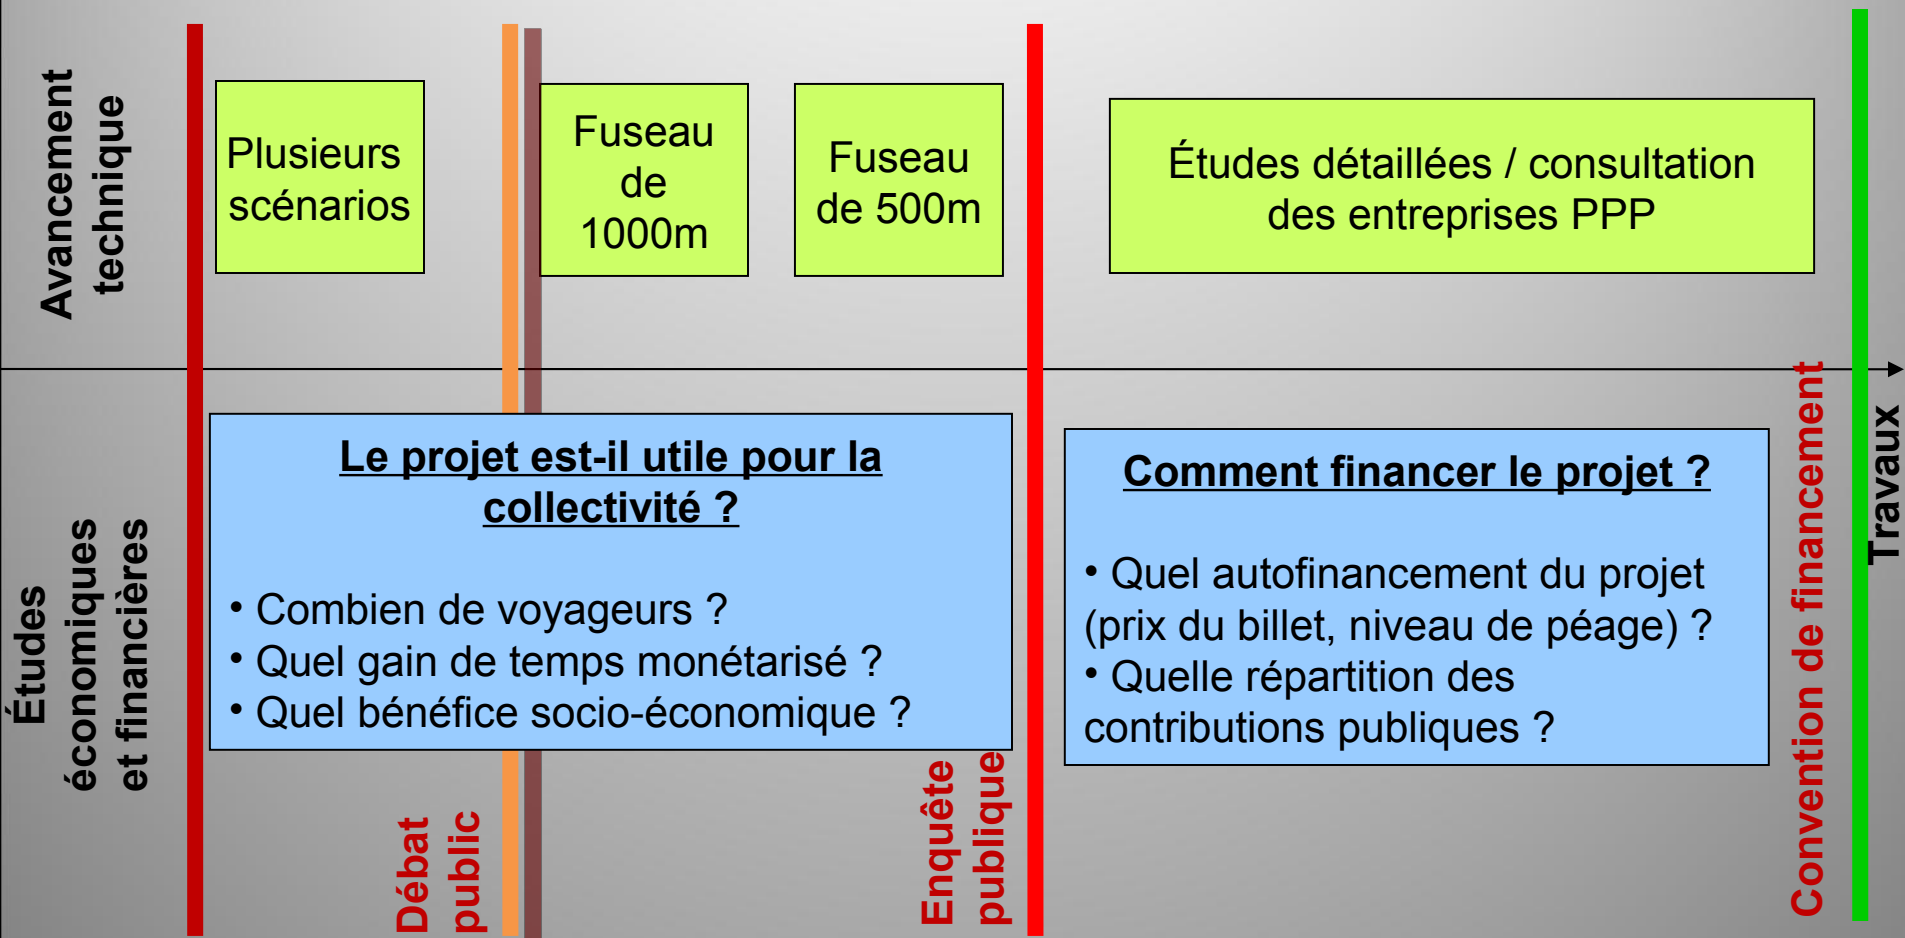 Avancement
technique
Plusieurs
scénarios
Fuseau
de
1000m
Fuseau
de 500m
Études détaillées / consultation
des entreprises PPP
Études
économiques
et financières
Le projet est-il utile pour la
collectivité ?
• Combien de voyageurs ?
• Quel gain de temps monétarisé ?
• Quel bénéfice socio-économique ?
Comment financer le projet ?
• Quel autofinancement du projet
(prix du billet, niveau de péage) ?
• Quelle répartition des
contributions publiques ?
Débat
public
Enquête
publique
Convention de financement
Travaux